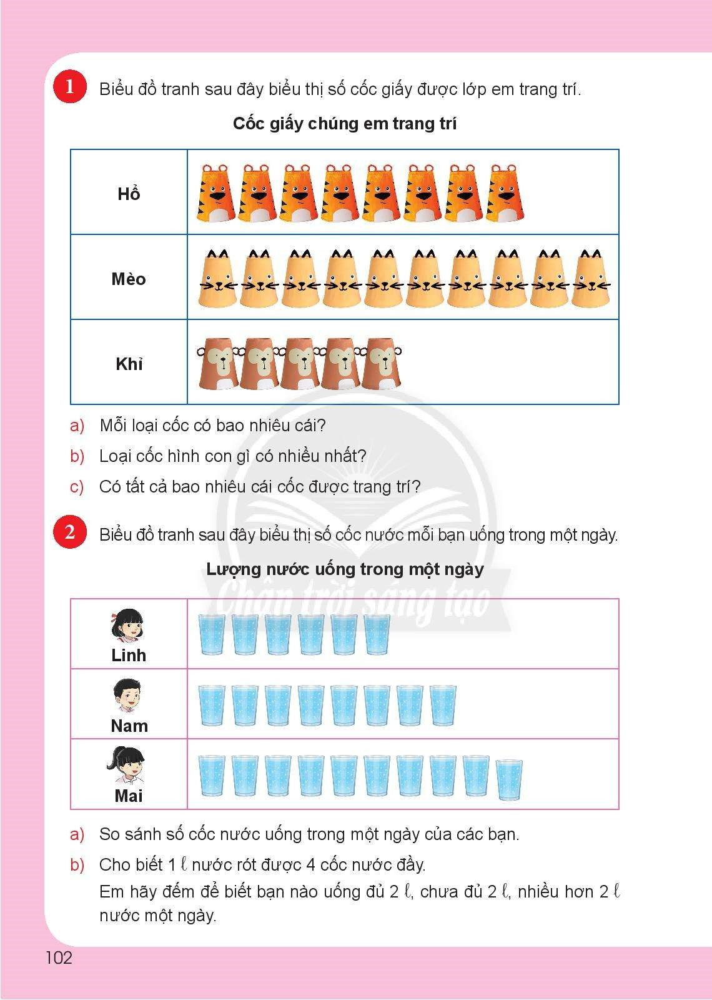 1 Biểu đồ tranh sau đây biểu thị số cốc giấy được lớp em trang trí.
Cốc giấy chúng em trang trí
Hổ
Mèo
Khỉ
a) Mỗi loại cốc có bao nhiêu cái?
b) Loại cốc hình con gì có nhiều nhất?
c) Có tất cả bao nhiêu cái cốc được trang trí?
2 Biểu đồ tranh sau đây biểu thị số cốc nước mỗi bạn uống trong một ngày.
Lượng nước uống trong một ngày
Chân trời sáng tạo
Linh
Nam
Mai
a) So sánh số cốc nước uống trong một ngày của các bạn.
b) Cho biết 1 ℓ nước rót được 4 cốc nước đầy.
Em hãy đếm để biết bạn nào uống đủ 2 ℓ, chưa đủ 2 ℓ, nhiều hơn 2 ℓ
nước một ngày.
102